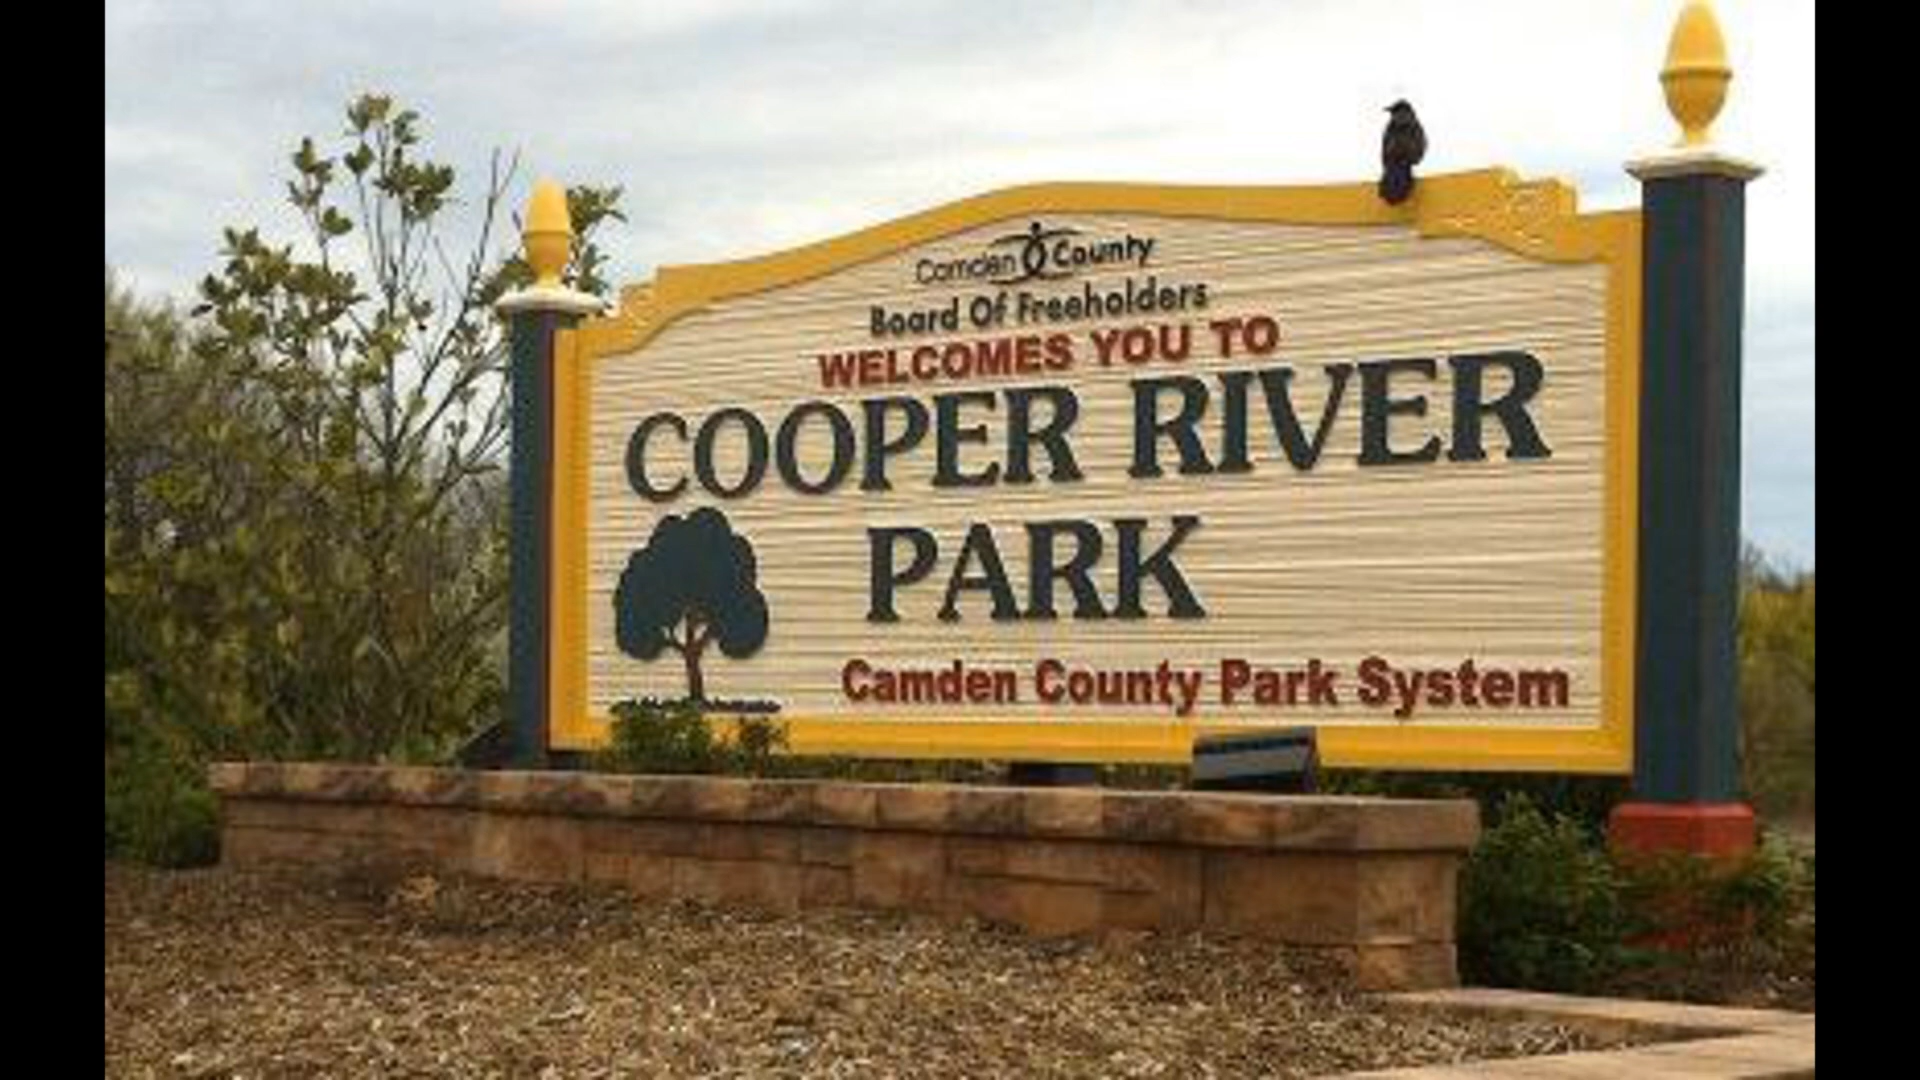 Camden County
Board Of Freeholders
WELCOMES YOU TO
COOPER RIVER
PARK
Camden County Park System